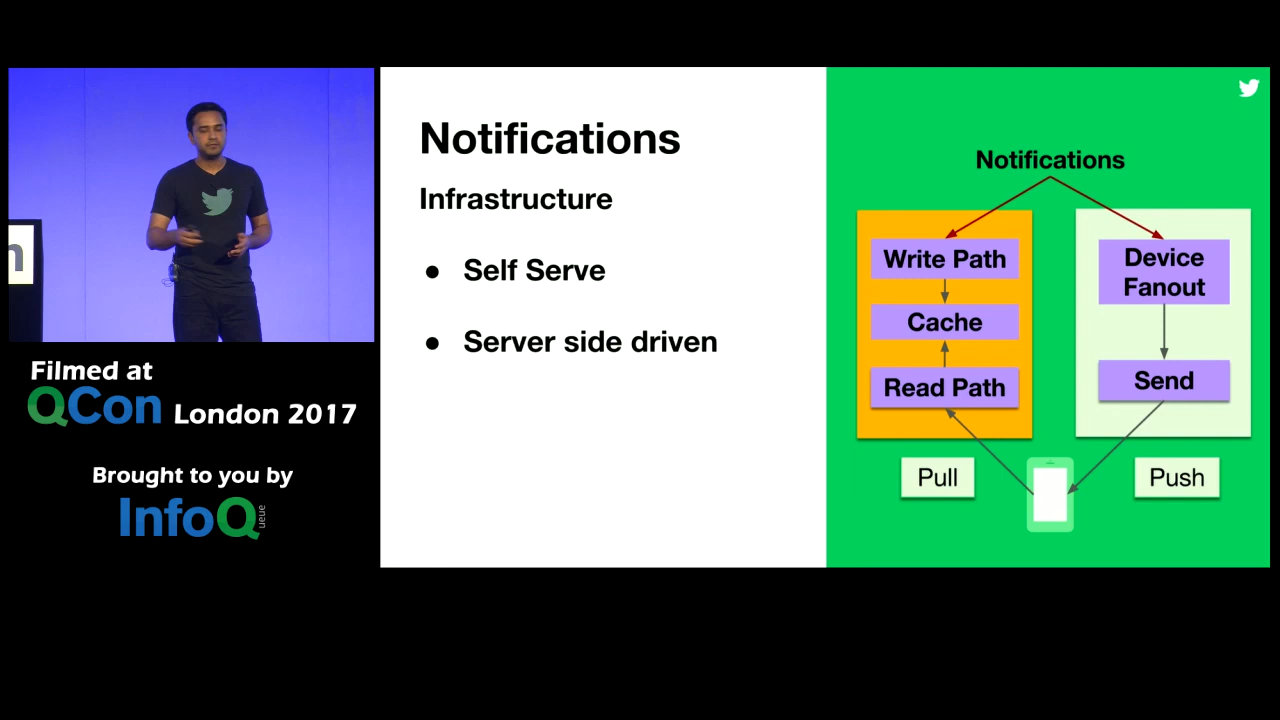 n
Filmed at
QCon London 2017
Brought to you by
InfoQ
ueue
Notifications
Infrastructure
● Self Serve
● Server side driven
Notifications
Write Path
Cache
Read Path
Device
Fanout
Send
Pull
Push